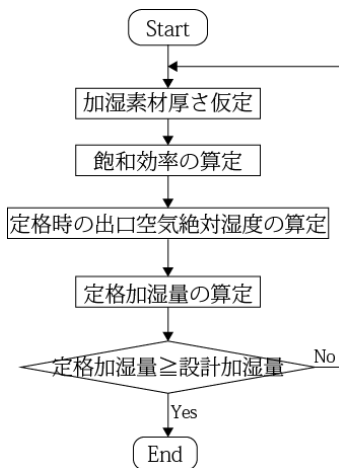 Start
加湿素材厚さ仮定
飽和効率の算定
定格時の出口空気絶対湿度の算定
定格加湿量の算定
定格加湿量≧設計加湿量
No
Yes
End